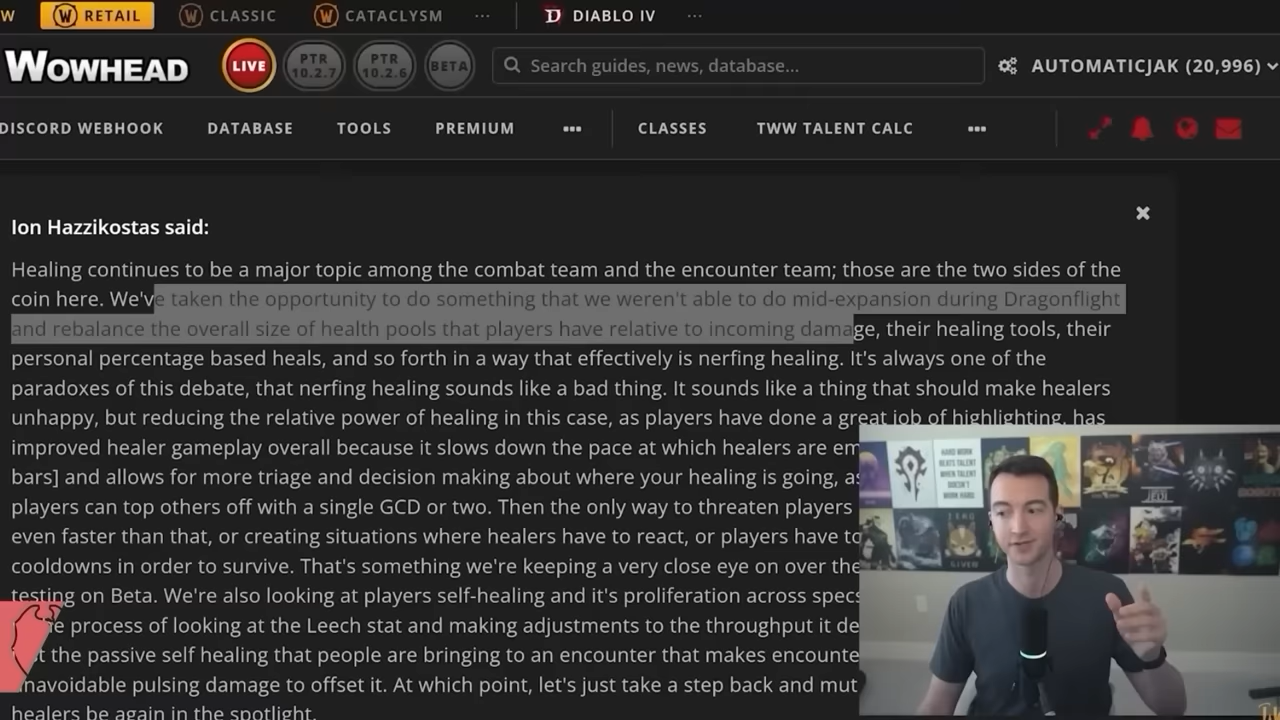 W RETAIL CLASSIC CATACLYSM ... DIABLO IV ...
WOWHEAD LIVE PTR 10.2.7 PTR 10.2.6 BETA Search guides, news, database... AUTOMATICJAK (20,996)
DISCORD WEBHOOK DATABASE TOOLS PREMIUM ... CLASSES TWW TALENT CALC ...
Ion Hazzikostas said:
Healing continues to be a major topic among the combat team and the encounter team; those are the two sides of the
coin here. We've taken the opportunity to do something that we weren't able to do mid-expansion during Dragonflight
and rebalance the overall size of health pools that players have relative to incoming damage, their healing tools, their
personal percentage based heals, and so forth in a way that effectively is nerfing healing. It's always one of the
paradoxes of this debate, that nerfing healing sounds like a bad thing. It sounds like a thing that should make healers
unhappy, but reducing the relative power of healing in this case, as players have done a great job of highlighting, has
improved healer gameplay overall because it slows down the pace at which healers are em
bars] and allows for more triage and decision making about where your healing is going, as
players can top others off with a single GCD or two. Then the only way to threaten players
even faster than that, or creating situations where healers have to react, or players have to
cooldowns in order to survive. That's something we're keeping a very close eye on over the
testing on Beta. We're also looking at players self-healing and it's proliferation across specs
process of looking at the Leech stat and making adjustments to the throughput it de
the passive self healing that people are bringing to an encounter that makes encounte
unavoidable pulsing damage to offset it. At which point, let's just take a step back and mut
healers be again in the spotlight.
HARD WORK
BEATS TALENT
WHEN TALENT
DOESN'T
WORK HARD
JEDI